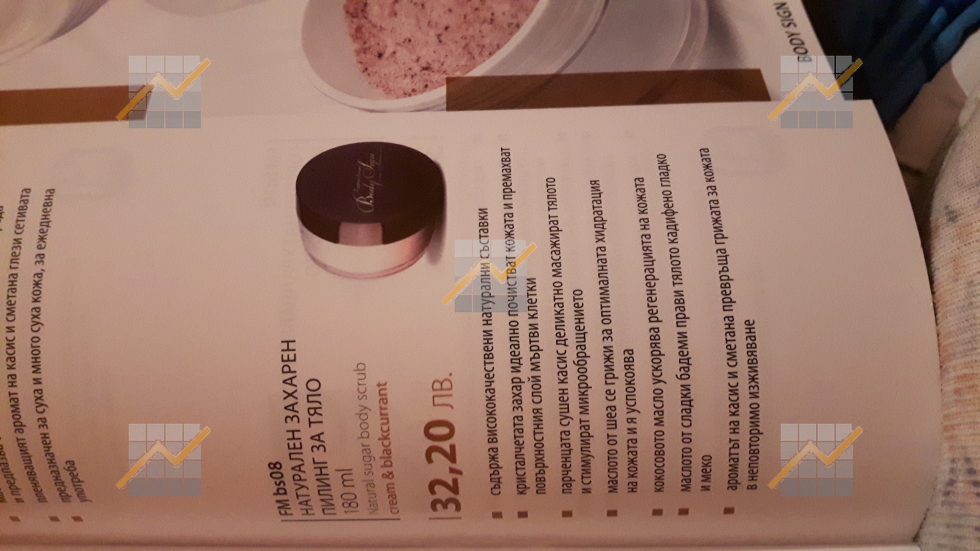 и пленяващият аромат на касис и сметана глези сетивата
предназначен за суха и много суха кожа, за ежедневна
употреба
FM bs08
НАТУРАЛЕН ЗАХАРЕН
ПИЛИНГ ЗА ТЯЛО
180 ml
Natural sugar body scrub
cream & blackcurrant
32,20 ЛВ.
съдържа висококачествени натурални съставки
кристалчетата захар идеално почистват кожата и премахват
повърхностния слой мъртви клетки
парченцата сушен касис деликатно масажират тялото
и стимулират микрообращението
маслото от шеа се грижи за оптималната хидратация
на кожата и я успокоява
кокосовото масло ускорява регенерацията на кожата
маслото от сладки бадеми прави тялото кадифено гладко
и меко
ароматът на касис и сметана превръща грижата за кожата
в неповторимо изживяване
BODY SIGN